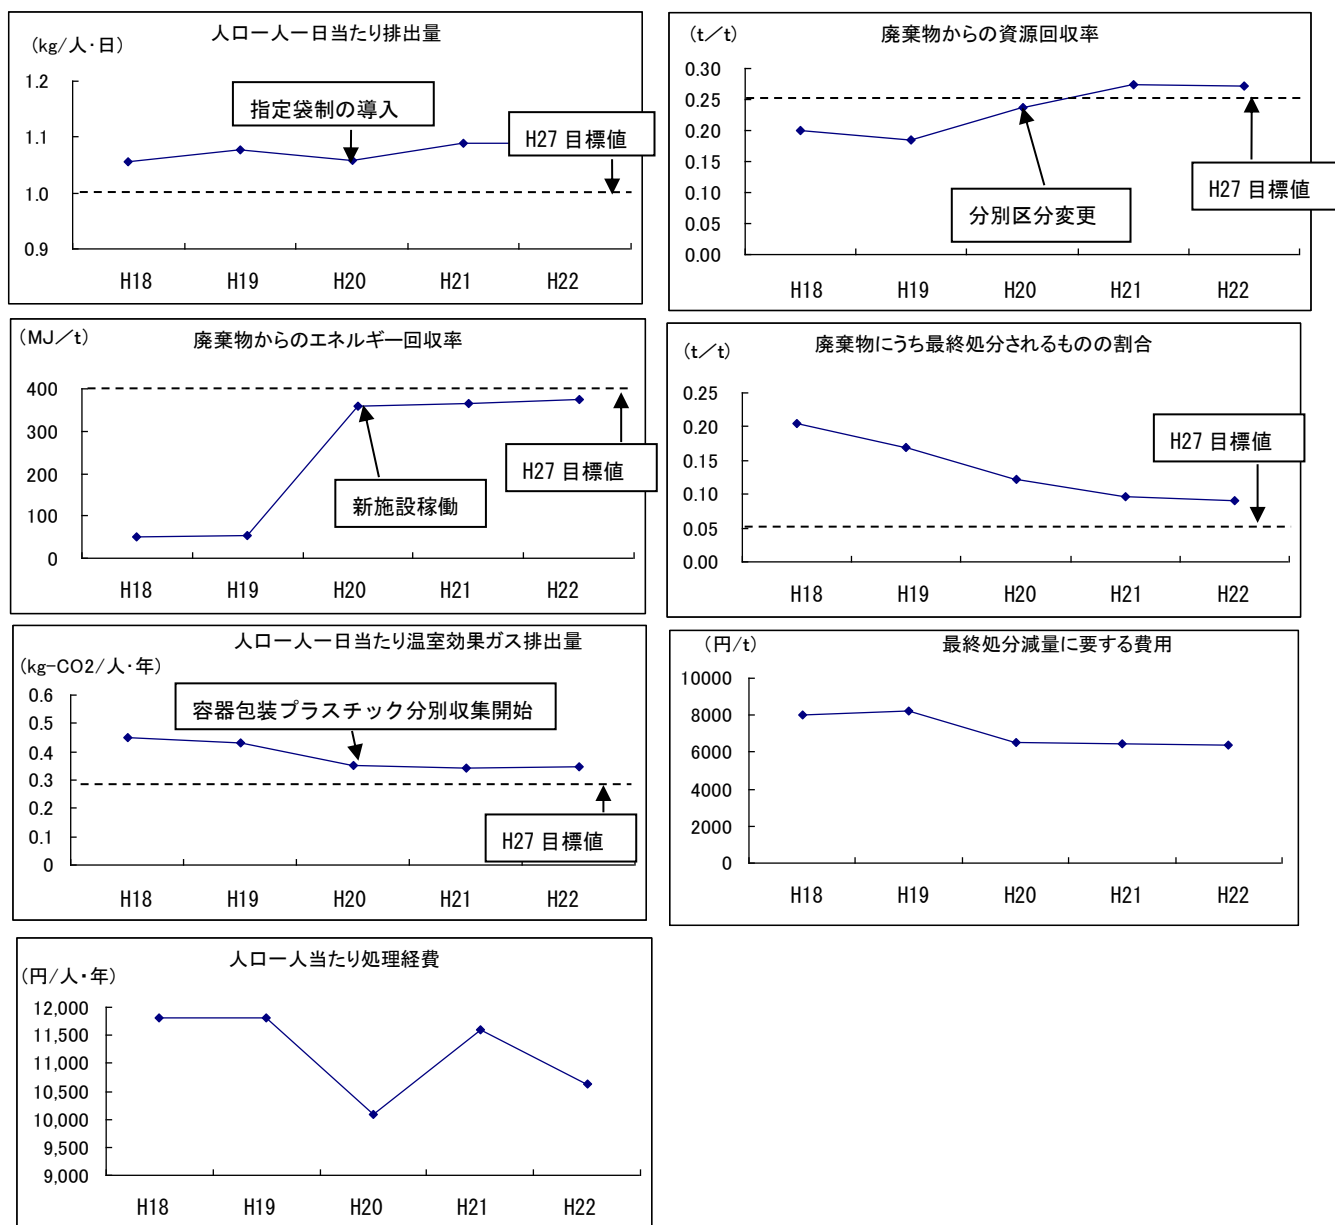 人口一人一日当たり排出量
(kg/人・日)
1.2
1.1
1.0
0.9
指定袋制の導入
H27 目標値
H18 H19 H20 H21 H22
廃棄物からの資源回収率
(t/t)
0.30
0.25
0.20
0.15
0.10
0.05
0.00
分別区分変更
H27 目標値
H18 H19 H20 H21 H22
廃棄物からのエネルギー回収率
(MJ/t)
400
300
200
100
0
新施設稼働
H27 目標値
H18 H19 H20 H21 H22
廃棄物にうち最終処分されるものの割合
(t/t)
0.25
0.20
0.15
0.10
0.05
0.00
H27 目標値
H18 H19 H20 H21 H22
人口一人一日当たり温室効果ガス排出量
(kg-CO2/人・年)
0.6
0.5
0.4
0.3
0.2
0.1
0
容器包装プラスチック分別収集開始
H27 目標値
H18 H19 H20 H21 H22
最終処分減量に要する費用
(円/t)
10000
8000
6000
4000
2000
0
H18 H19 H20 H21 H22
人口一人当たり処理経費
(円/人・年)
12,000
11,500
11,000
10,500
10,000
9,500
9,000
H18 H19 H20 H21 H22